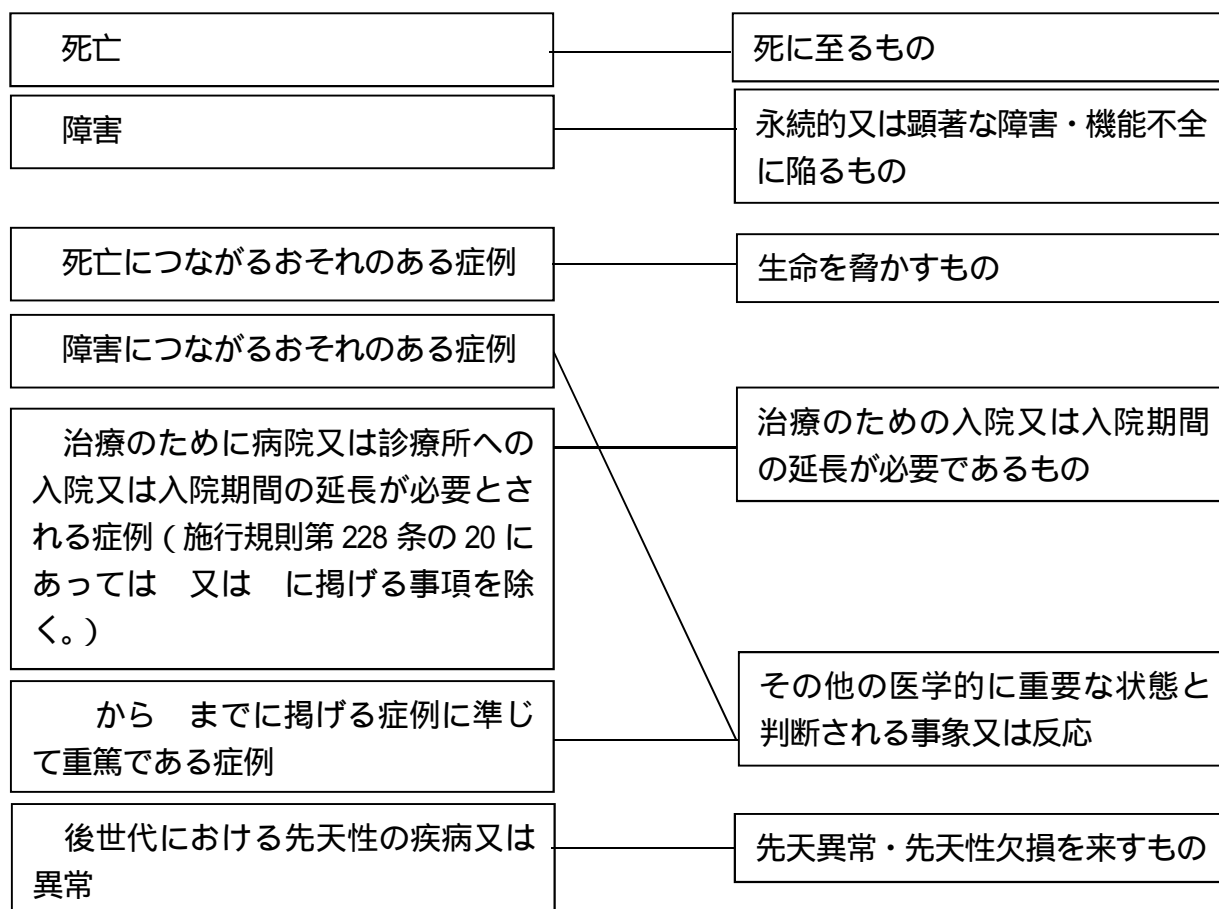 死亡
死に至るもの
障害
永続的又は顕著な障害・機能不全
に陥るもの
死亡につながるおそれのある症例
生命を脅かすもの
障害につながるおそれのある症例
治療のために病院又は診療所への
入院又は入院期間の延長が必要とさ
れる症例（施行規則第 228 条の 20 に
あっては　又は　に掲げる事項を除
く。）
治療のための入院又は入院期間
の延長が必要であるもの
から　までに掲げる症例に準じ
て重篤である症例
その他の医学的に重要な状態と
判断される事象又は反応
後世代における先天性の疾病又は
異常
先天異常・先天性欠損を来すもの